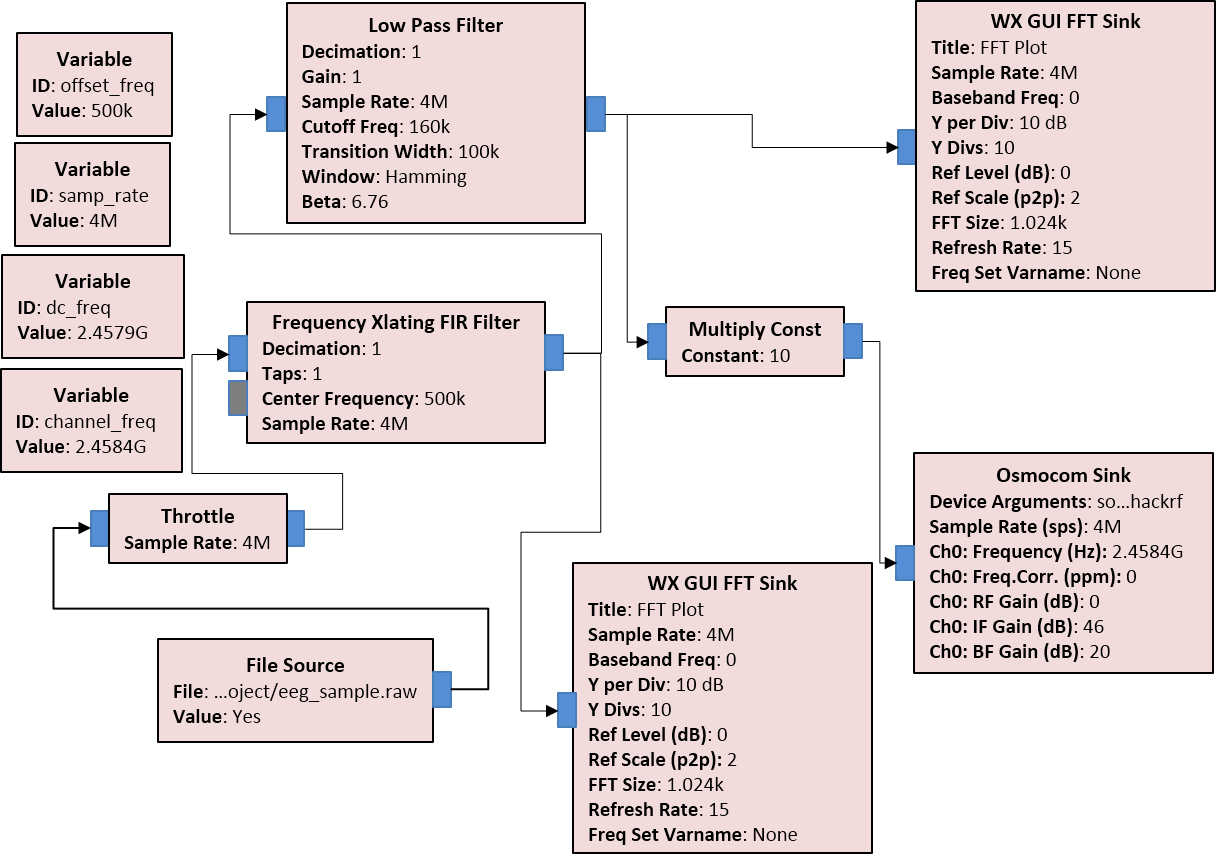 Variable
ID: offset_freq
Value: 500k
Variable
ID: samp_rate
Value: 4M
Variable
ID: dc_freq
Value: 2.4579G
Variable
ID: channel_freq
Value: 2.4584G
Low Pass Filter
Decimation: 1
Gain: 1
Sample Rate: 4M
Cutoff Freq: 160k
Transition Width: 100k
Window: Hamming
Beta: 6.76
WX GUI FFT Sink
Title: FFT Plot
Sample Rate: 4M
Baseband Freq: 0
Y per Div: 10 dB
Y Divs: 10
Ref Level (dB): 0
Ref Scale (p2p): 2
FFT Size: 1.024k
Refresh Rate: 15
Freq Set Varname: None
Frequency Xlating FIR Filter
Decimation: 1
Taps: 1
Center Frequency: 500k
Sample Rate: 4M
Multiply Const
Constant: 10
Throttle
Sample Rate: 4M
File Source
File: ...oject/eeg_sample.raw
Value: Yes
WX GUI FFT Sink
Title: FFT Plot
Sample Rate: 4M
Baseband Freq: 0
Y per Div: 10 dB
Y Divs: 10
Ref Level (dB): 0
Ref Scale (p2p): 2
FFT Size: 1.024k
Refresh Rate: 15
Freq Set Varname: None
Osmocom Sink
Device Arguments: so...hackrf
Sample Rate (sps): 4M
Ch0: Frequency (Hz): 2.4584G
Ch0: Freq.Corr. (ppm): 0
Ch0: RF Gain (dB): 0
Ch0: IF Gain (dB): 46
Ch0: BF Gain (dB): 20